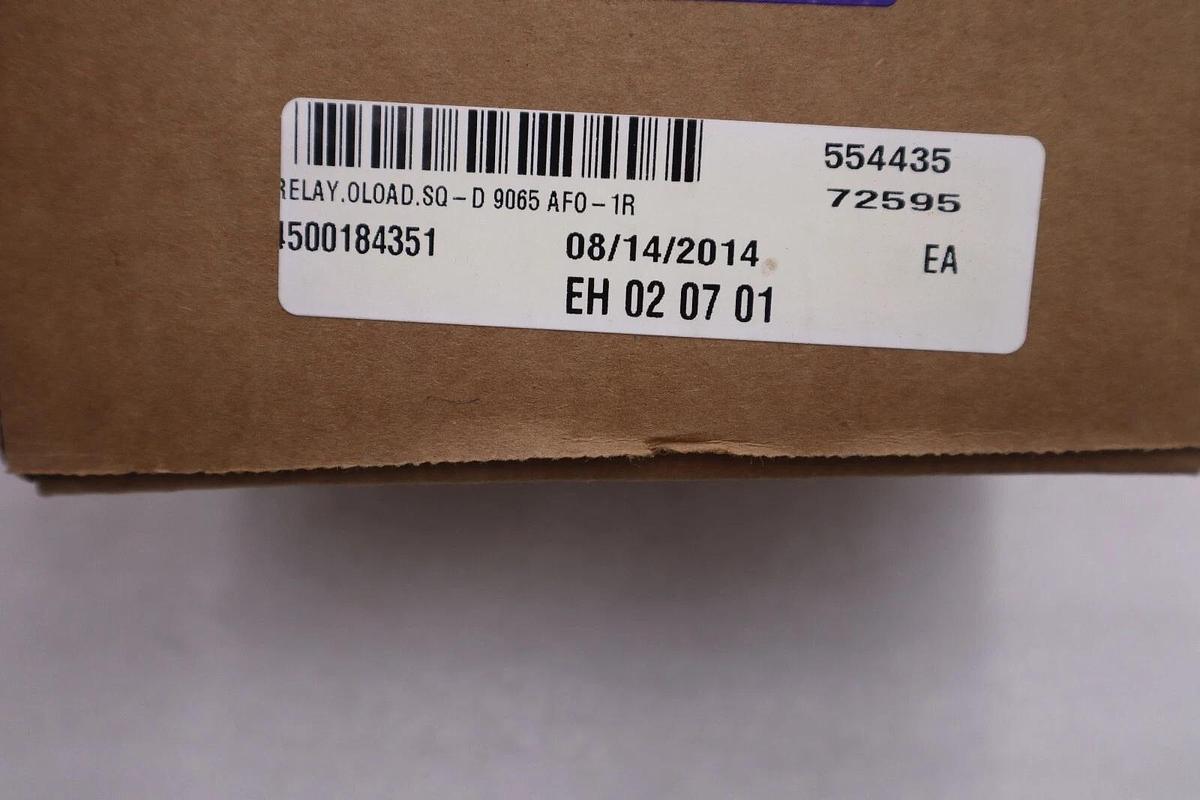 554435
RELAY.OLOAD.SQ-D 9065 AFO-1R
72595
4500184351 08/14/2014 EA
EH 02 07 01